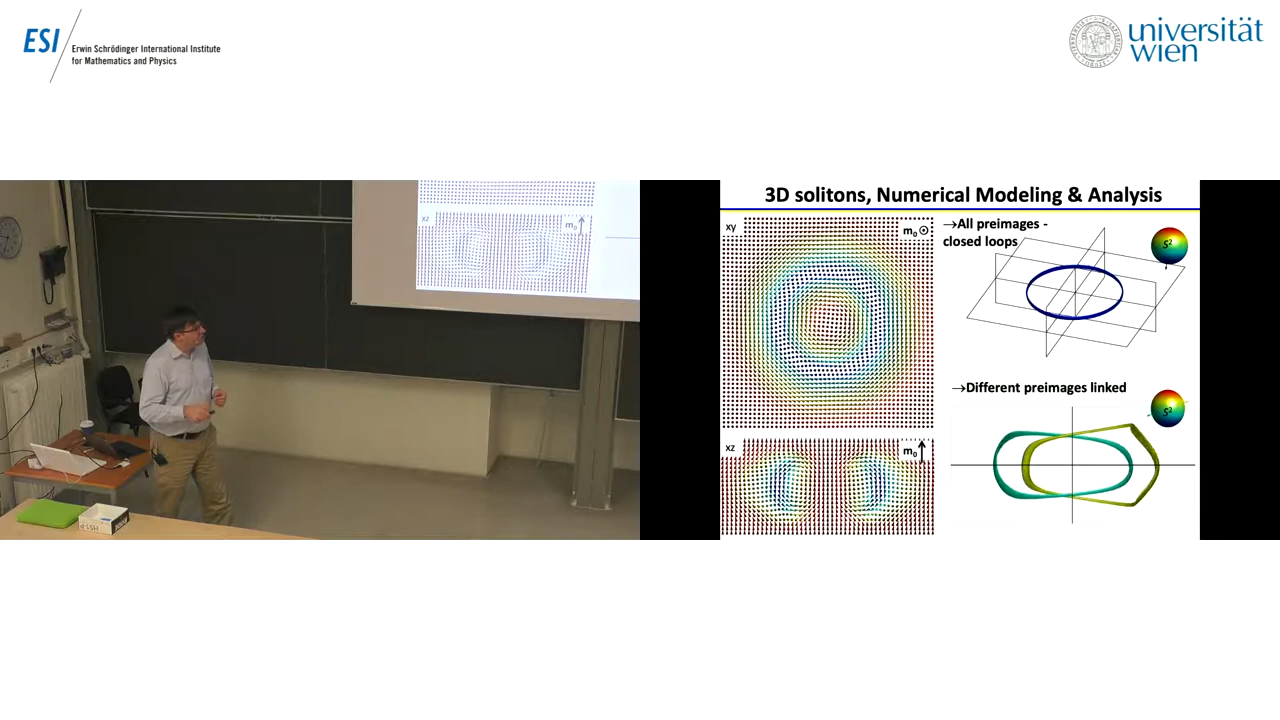 ESI
Erwin Schrödinger International Institute
for Mathematics and Physics
universität
wien
xz
m₀
3D solitons, Numerical Modeling & Analysis
xy
m₀
→All preimages -
closed loops
S²
→Different preimages linked
S²
xz
m₀